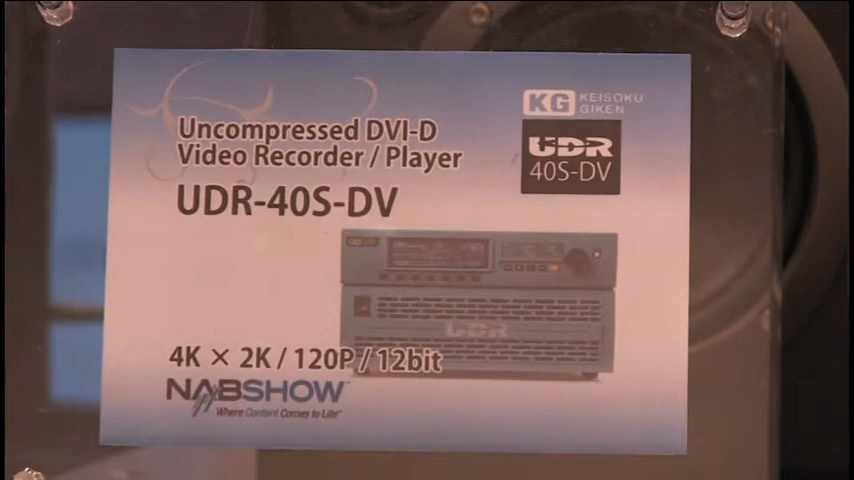 KG KEISOKU
GIKEN
Uncompressed DVI-D
Video Recorder / Player
UDR
40S-DV
UDR-40S-DV
UDR
4K × 2K / 120P / 12bit
NABSHOW
Where Content Comes to Life™